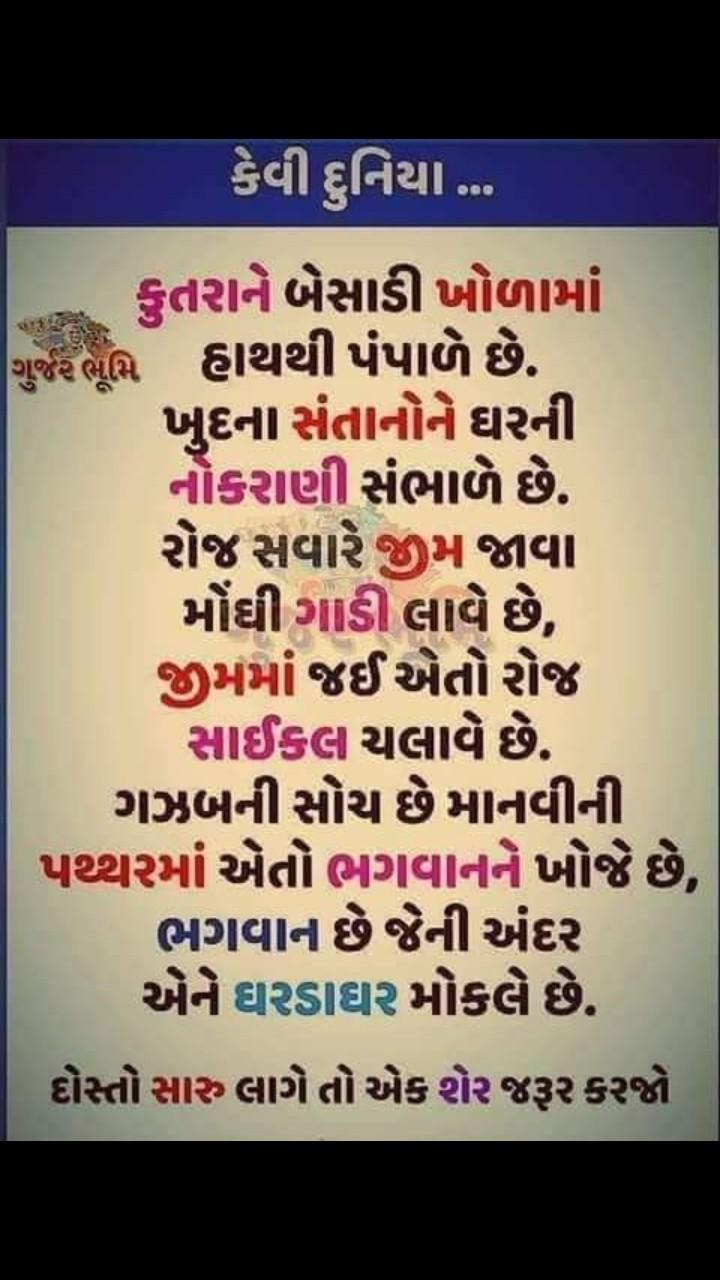 કેવી દુનિયા ...
કુતરાને બેસાડી ખોળામાં
ગુર્જર ભૂમિ
હાથથી પંપાળે છે.
ખુદના સંતાનોને ઘરની
નોકરાણી સંભાળે છે.
રોજ સવારે જીમ જાવા
મોંઘી ગાડી લાવે છે,
જીમમાં જઈ એતો રોજ
સાઈકલ ચલાવે છે.
ગઝબની સોચ છે માનવીની
પથ્થરમાં એતો ભગવાનને ખોજે છે,
ભગવાન છે જેની અંદર
એને ઘરડાઘર મોકલે છે.
દોસ્તો સારુ લાગે તો એક શેર જરૂર કરજો